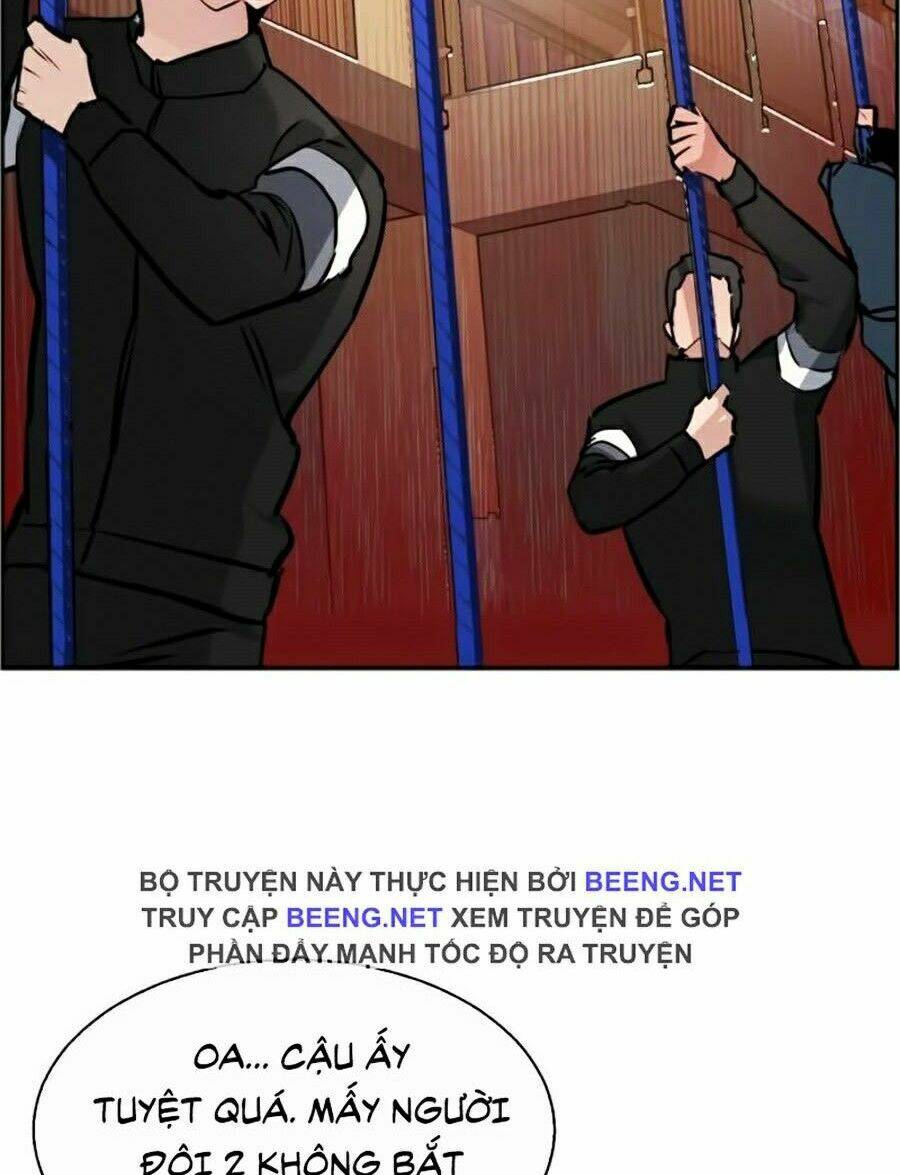 BỘ TRUYỆN NÀY THỰC HIỆN BỞI BEENG.NET
TRUY CẬP BEENG.NET XEM TRUYỆN ĐỂ GÓP
PHẦN ĐẨY MẠNH TỐC ĐỘ RA TRUYỆN
OA... CẬU ẤY
TUYỆT QUÁ. MẤY NGƯỜI
ĐỘI 2 KHÔNG BẮT